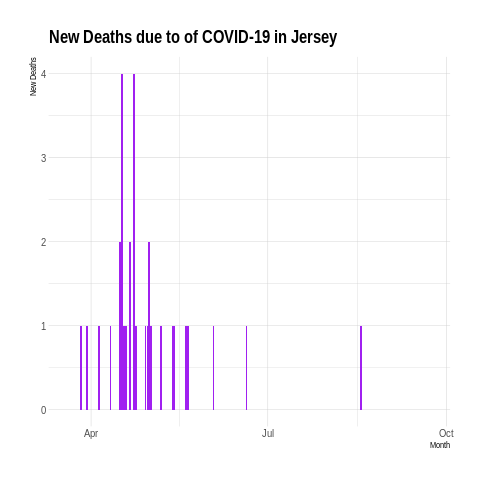 New Deaths due to of COVID-19 in Jersey
New Deaths
4
3
2
1
0
Apr
Jul
Oct
Month